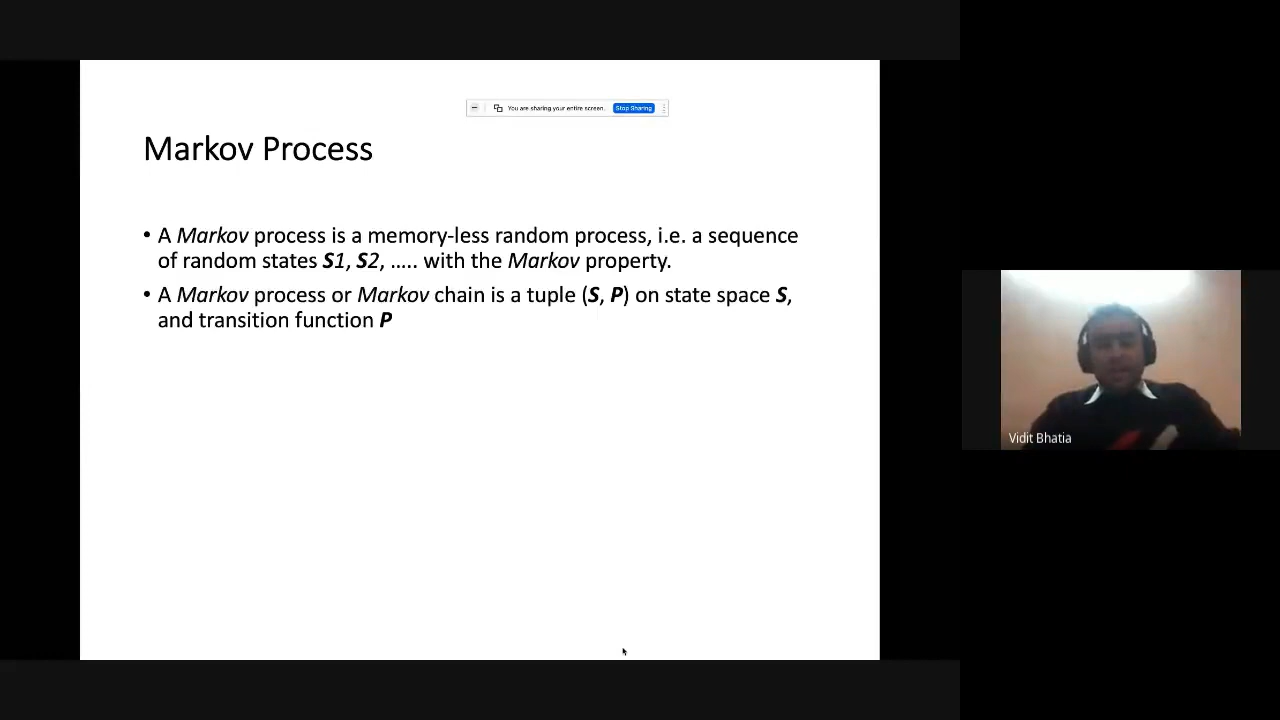 You are sharing your entire screen. Stop Sharing
Markov Process
• A Markov process is a memory-less random process, i.e. a sequence
of random states S1, S2, ..... with the Markov property.
• A Markov process or Markov chain is a tuple (S, P) on state space S,
and transition function P
Vidit Bhatia